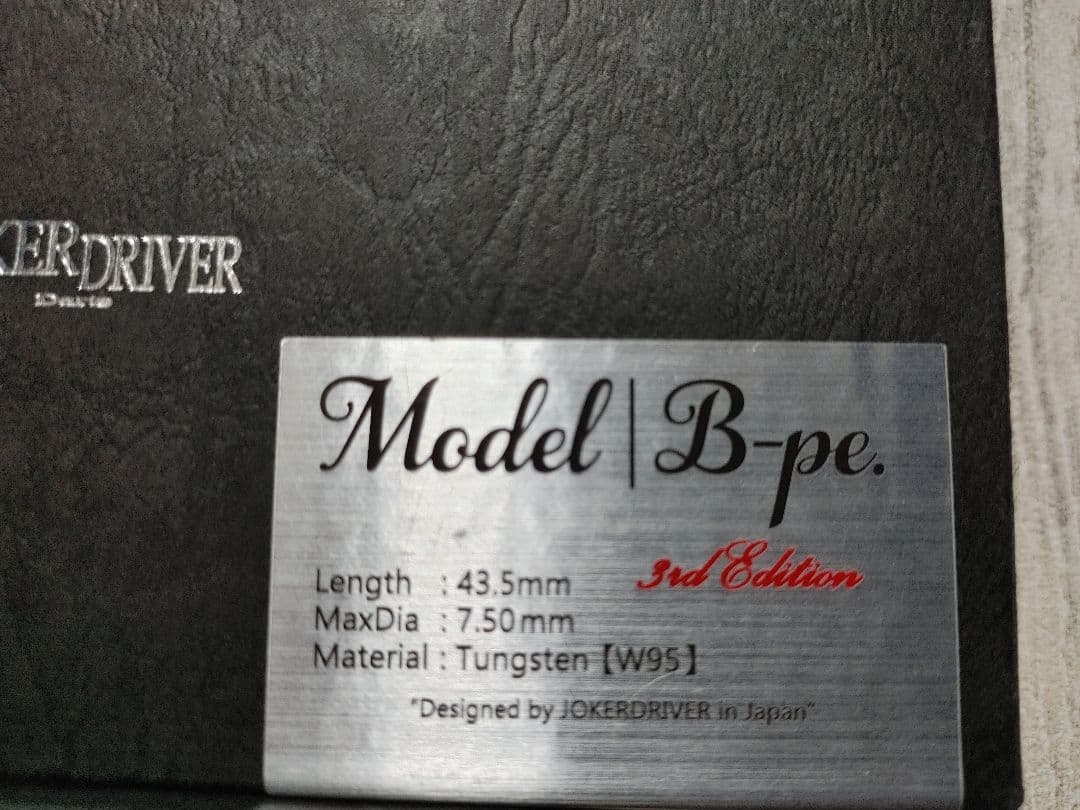 KERDRIVER
Darts
Model | B-pe.
3rd Edition
Length : 43.5mm
MaxDia : 7.50mm
Material : Tungsten【W95】
"Designed by JOKERDRIVER in Japan"